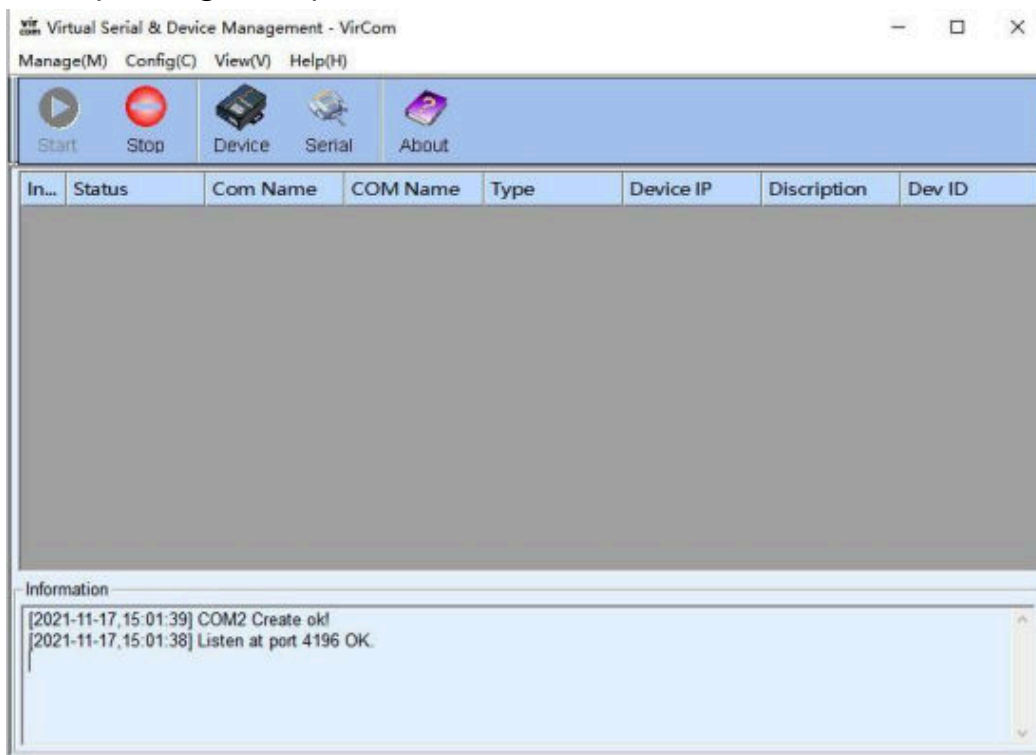 vir com Virtual Serial & Device Management - VirCom
Manage(M) Config(C) View(V) Help(H)
Start Stop Device Serial About
In... Status Com Name COM Name Type Device IP Discription Dev ID
Information
[2021-11-17,15:01:39] COM2 Create ok!
[2021-11-17,15:01:38] Listen at port 4196 OK.